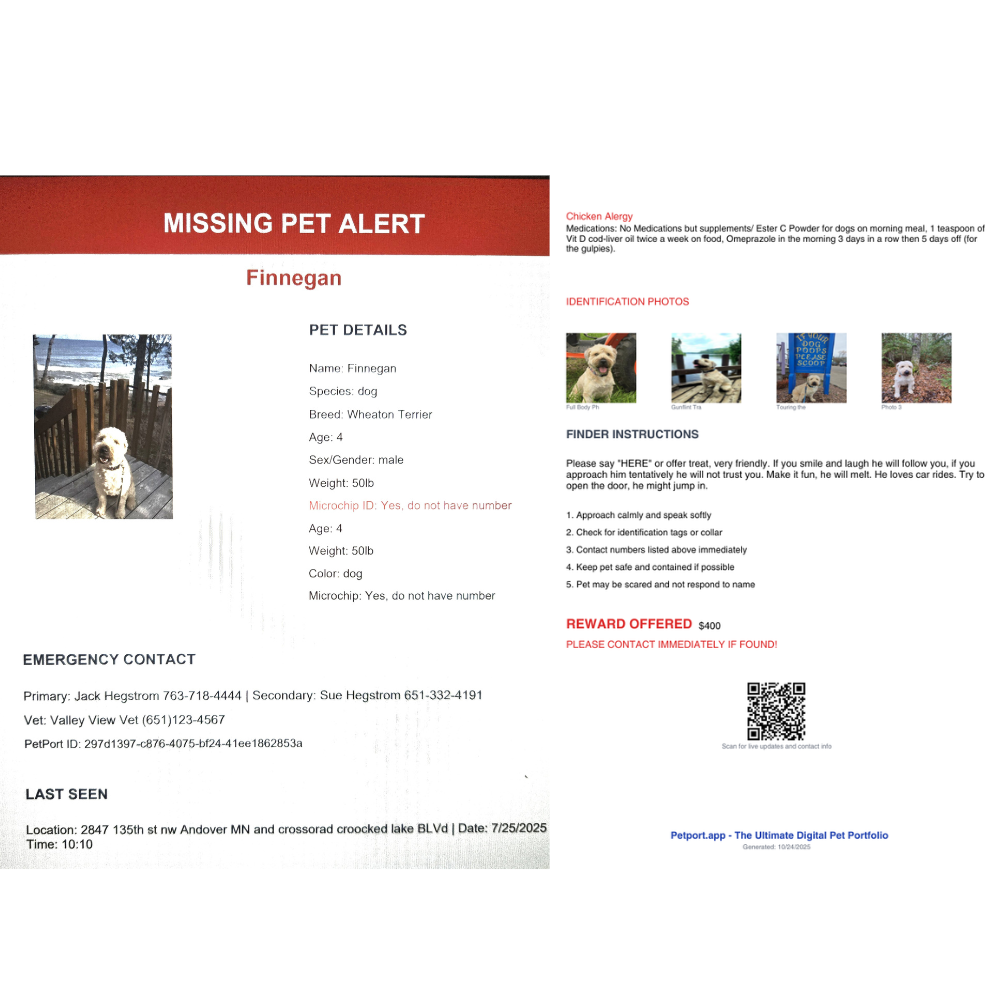 MISSING PET ALERT
Finnegan
PET DETAILS
Name: Finnegan
Species: dog
Breed: Wheaton Terrier
Age: 4
Sex/Gender: male
Weight: 50lb
Microchip ID: Yes, do not have number
Age: 4
Weight: 50lb
Color: dog
Microchip: Yes, do not have number
EMERGENCY CONTACT
Primary: Jack Hegstrom 763-718-4444 | Secondary: Sue Hegstrom 651-332-4191
Vet: Valley View Vet (651)123-4567
PetPort ID: 297d1397-c876-4075-bf24-41ee1862853a
LAST SEEN
Location: 2847 135th st nw Andover MN and crossorad croocked lake BLVd | Date: 7/25/2025
Time: 10:10
Chicken Alergy
Medications: No Medications but supplements/ Ester C Powder for dogs on morning meal, 1 teaspoon of
Vit D cod-liver oil twice a week on food, Omeprazole in the morning 3 days in a row then 5 days off (for
the gulpies).
IDENTIFICATION PHOTOS
IF YOUR
DOG
POOPS
PLEASE
SCOOP
Full Body Ph
Gunflint Tra
Touring the
Photo 3
FINDER INSTRUCTIONS
Please say "HERE" or offer treat, very friendly. If you smile and laugh he will follow you, if you
approach him tentatively he will not trust you. Make it fun, he will melt. He loves car rides. Try to
open the door, he might jump in.
1. Approach calmly and speak softly
2. Check for identification tags or collar
3. Contact numbers listed above immediately
4. Keep pet safe and contained if possible
5. Pet may be scared and not respond to name
REWARD OFFERED $400
PLEASE CONTACT IMMEDIATELY IF FOUND!
Scan for live updates and contact info
Petport.app - The Ultimate Digital Pet Portfolio
Generated: 10/24/2025